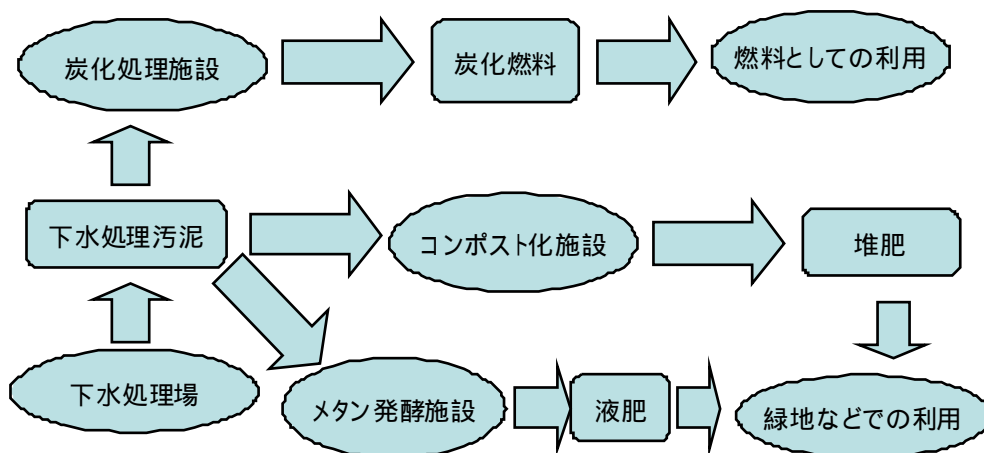 炭化処理施設
炭化燃料
燃料としての利用
下水処理汚泥
コンポスト化施設
堆肥
下水処理場
メタン発酵施設
液肥
緑地などでの利用